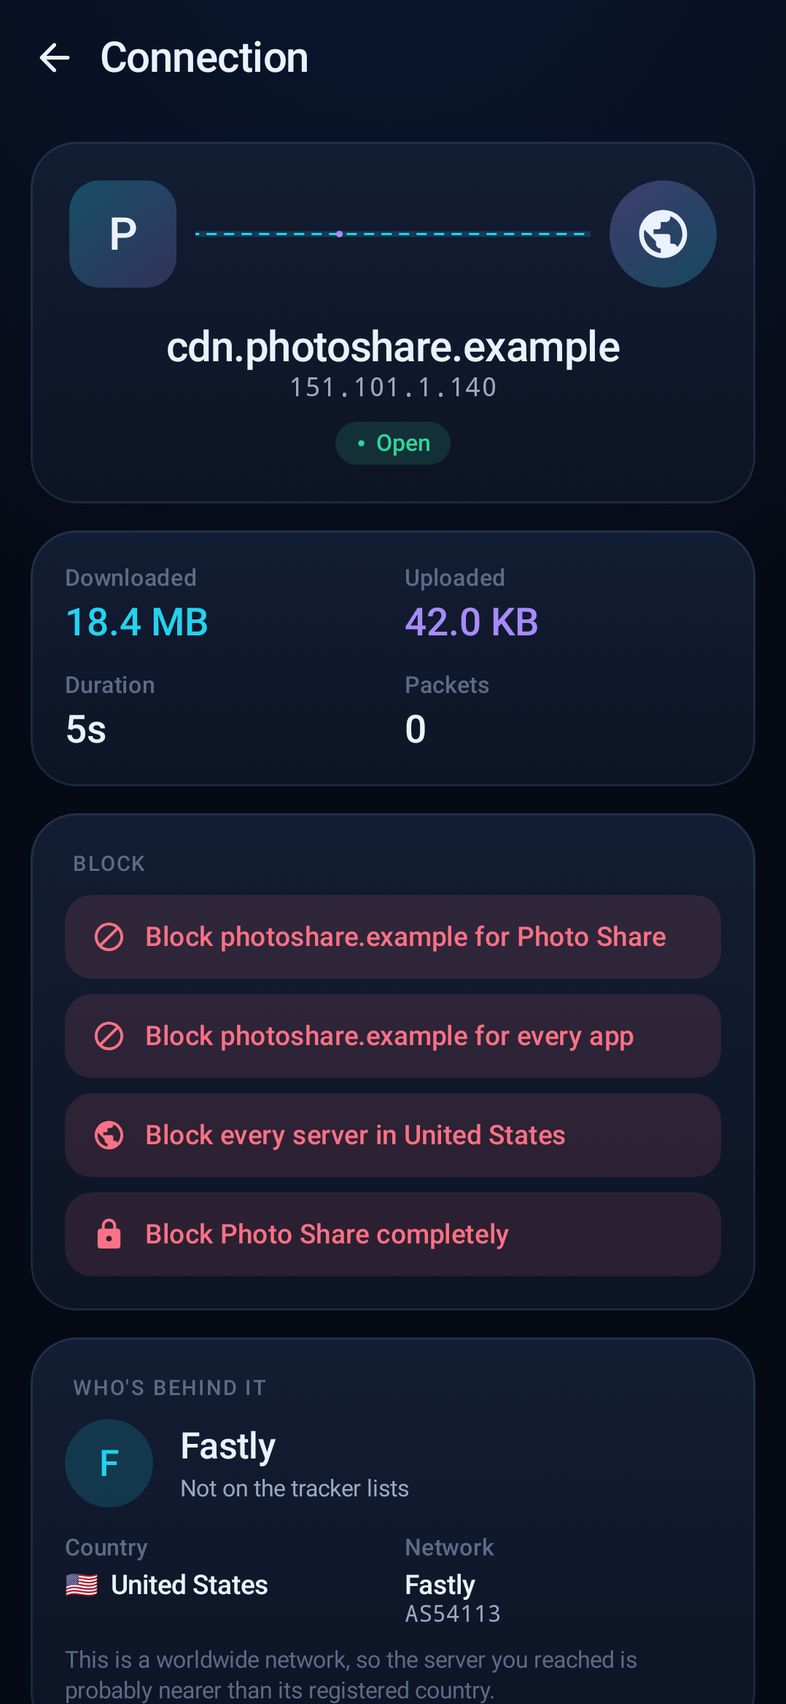 Connection
P
cdn.photoshare.example
151.101.1.140
• Open
Downloaded
18.4 MB
Uploaded
42.0 KB
Duration
5s
Packets
0
BLOCK
Block photoshare.example for Photo Share
Block photoshare.example for every app
Block every server in United States
Block Photo Share completely
WHO'S BEHIND IT
F
Fastly
Not on the tracker lists
Country
🇺🇸 United States
Network
Fastly
AS54113
This is a worldwide network, so the server you reached is
probably nearer than its registered country.